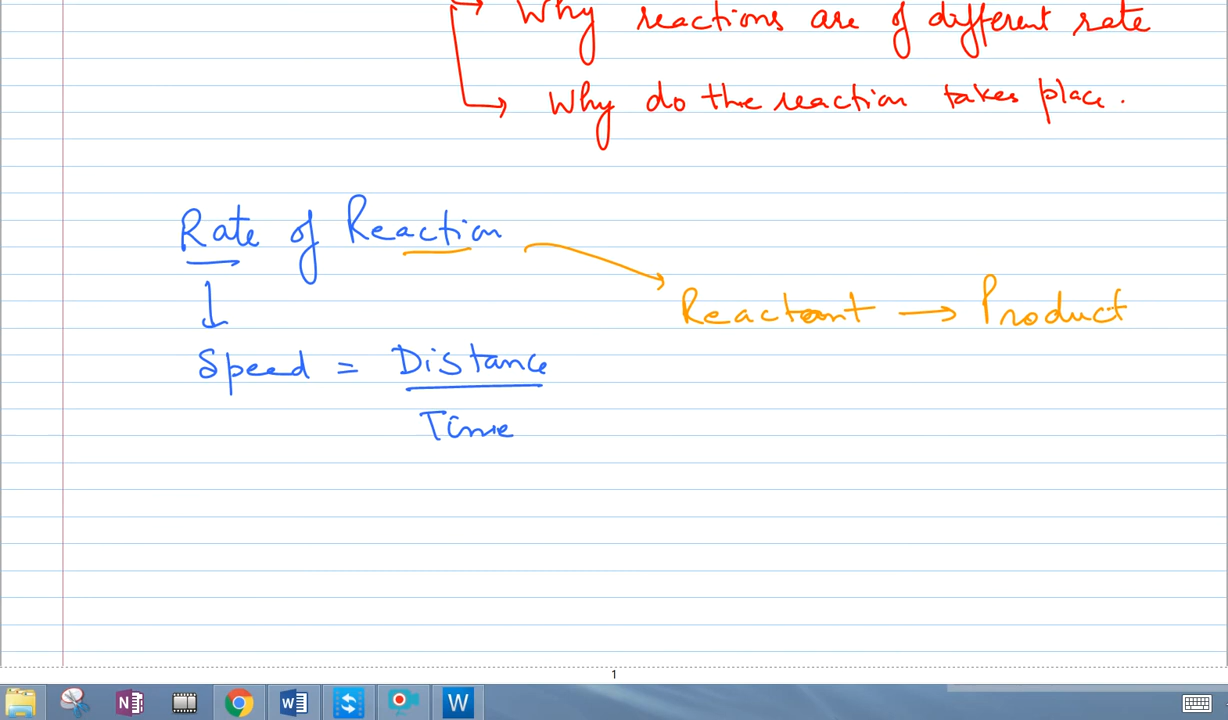 Why reactions are of different rate
Why do the reaction takes place.
Rate of Reaction
Reactant → Product
Speed = Distance
Time
1